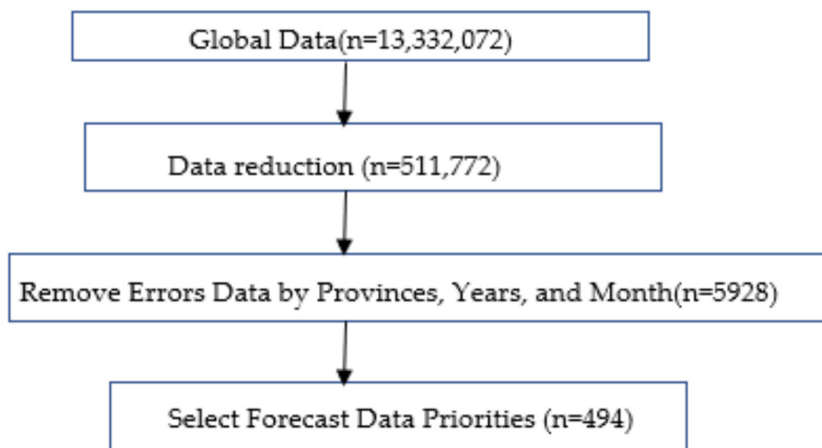 Global Data(n=13,332,072)
Data reduction (n=511,772)
Remove Errors Data by Provinces, Years, and Month(n=5928)
Select Forecast Data Priorities (n=494)